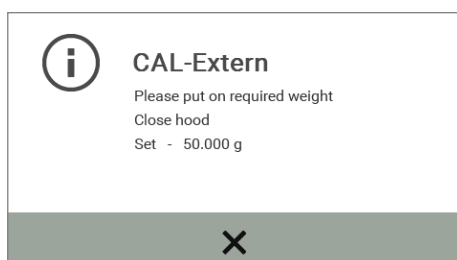 CAL-Extern
Please put on required weight
Close hood
Set - 50.000 g